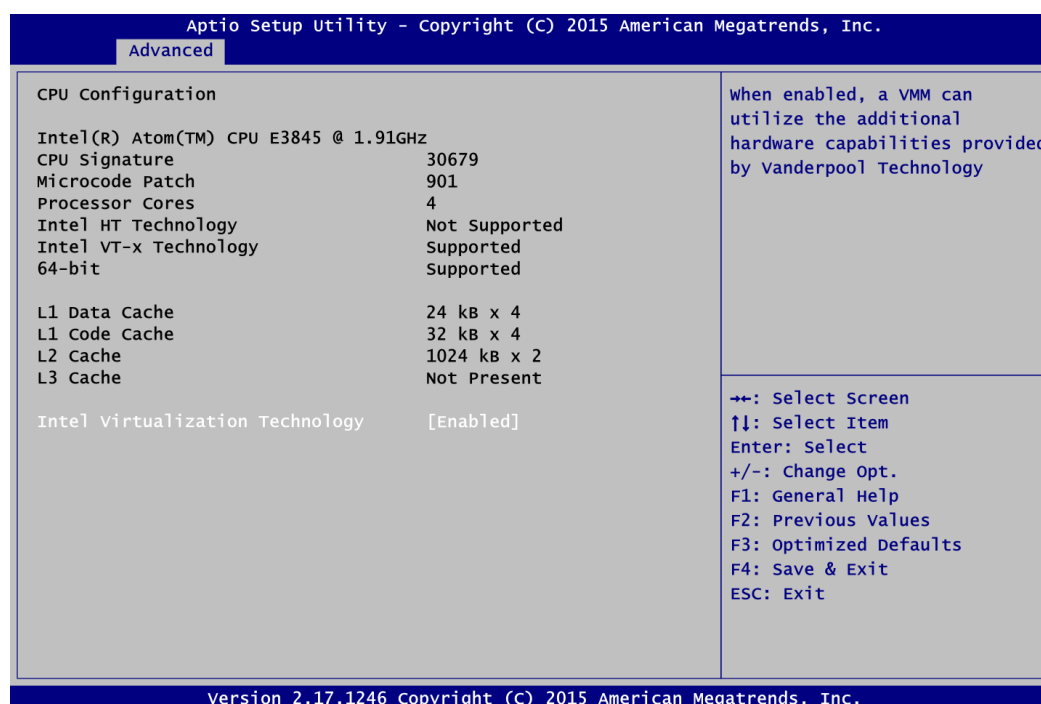 Aptio Setup Utility - Copyright (C) 2015 American Megatrends, Inc.
Advanced
CPU Configuration
Intel(R) Atom(TM) CPU E3845 @ 1.91GHz
CPU Signature 30679
Microcode Patch 901
Processor Cores 4
Intel HT Technology Not Supported
Intel VT-x Technology Supported
64-bit Supported
L1 Data Cache 24 kB x 4
L1 Code Cache 32 kB x 4
L2 Cache 1024 kB x 2
L3 Cache Not Present
Intel Virtualization Technology [Enabled]
When enabled, a VMM can
utilize the additional
hardware capabilities provided
by Vanderpool Technology
→←: Select Screen
↑↓: Select Item
Enter: Select
+/-: Change Opt.
F1: General Help
F2: Previous Values
F3: Optimized Defaults
F4: Save & Exit
ESC: Exit
Version 2.17.1246 Copyright (C) 2015 American Megatrends, Inc.